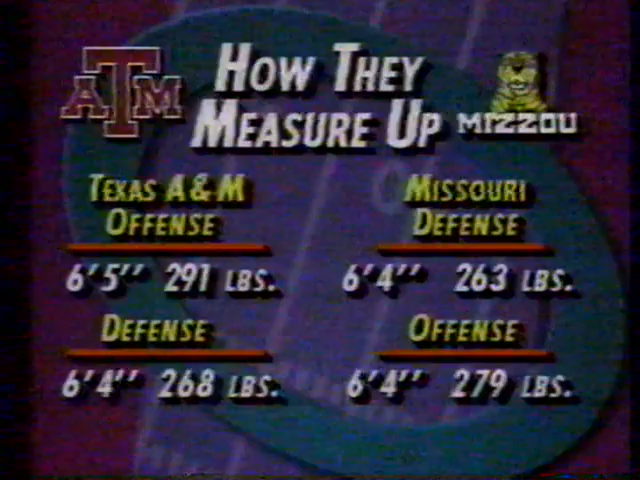 ATM
HOW THEY
MEASURE UP
MIZZOU
TEXAS A & M
OFFENSE
6'5" 291 LBS.
DEFENSE
6'4" 268 LBS.
MISSOURI
DEFENSE
6'4" 263 LBS.
OFFENSE
6'4" 279 LBS.